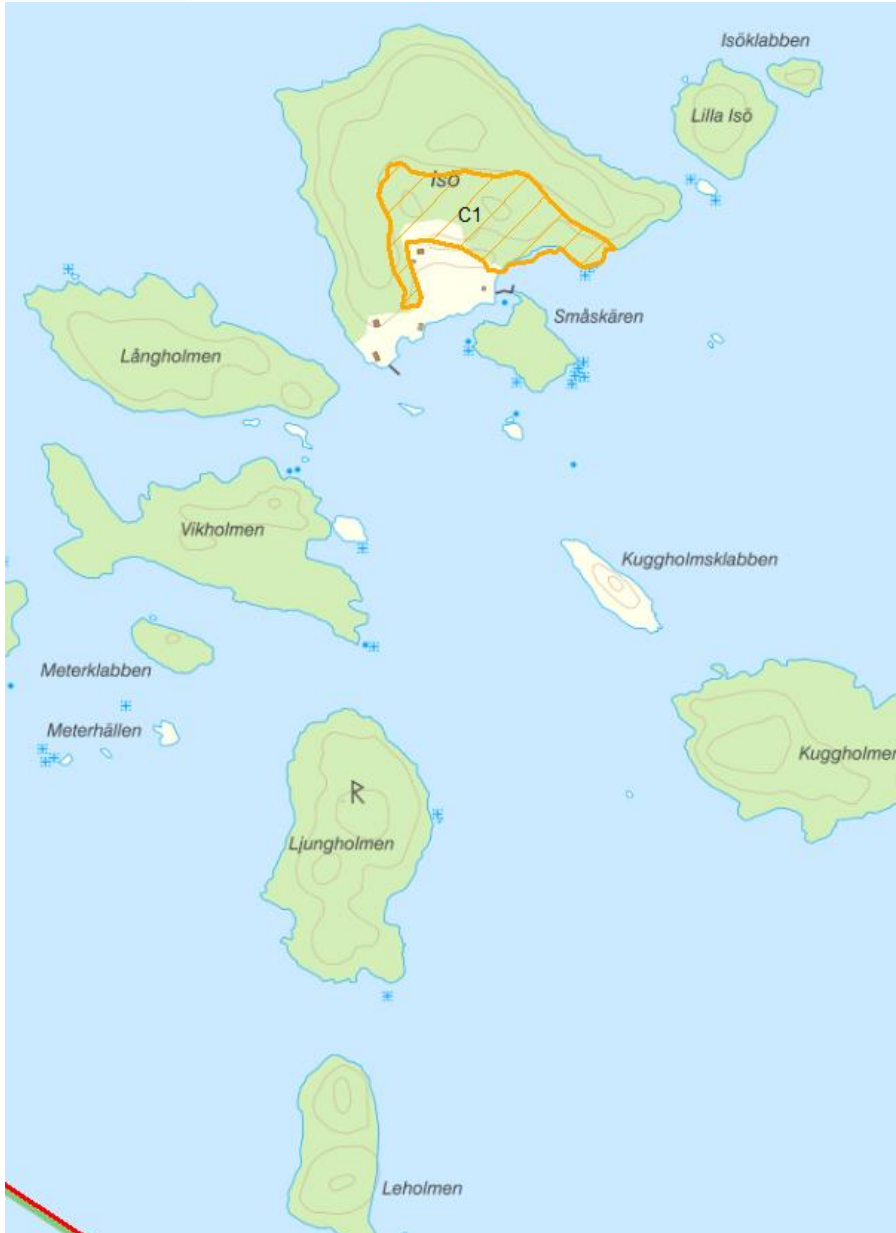 Isöklabben
Lilla Isö
Isö
C1
Småskären
Långholmen
Vikholmen
Kuggholmsklabben
Meterklabben
Meterhällen
Kuggholmen
R
Ljungholmen
Leholmen